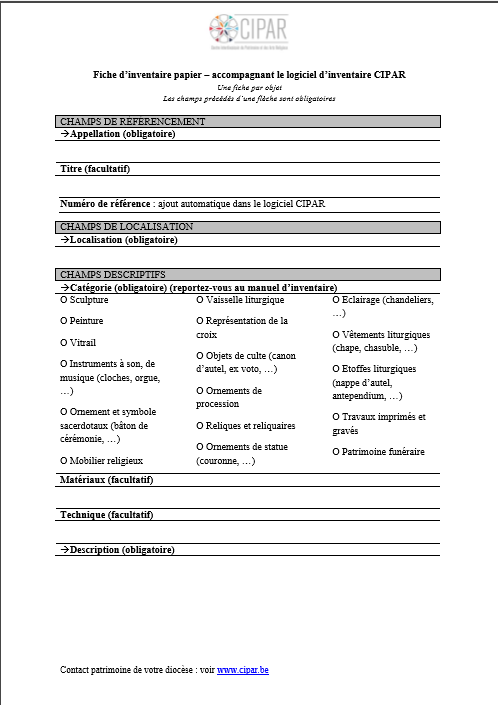 CIPAR
Fiche d'inventaire papier – accompagnant le logiciel d'inventaire CIPAR
Une fiche par objet
Les champs précédés d'une flèche sont obligatoires
CHAMPS DE RÉFÉRENCEMENT
→Appellation (obligatoire)
Titre (facultatif)
Numéro de référence : ajout automatique dans le logiciel CIPAR
CHAMPS DE LOCALISATION
→Localisation (obligatoire)
CHAMPS DESCRIPTIFS
→Catégorie (obligatoire) (reportez-vous au manuel d'inventaire)
O Sculpture
O Peinture
O Vitrail
O Instruments à son, de
musique (cloches, orgue,
…)
O Ornement et symbole
sacerdotaux (bâton de
cérémonie, …)
O Mobilier religieux
O Vaisselle liturgique
O Représentation de la
croix
O Objets de culte (canon
d'autel, ex voto, …)
O Ornements de
procession
O Reliques et reliquaires
O Ornements de statue
(couronne, …)
O Eclairage (chandeliers,
…)
O Vêtements liturgiques
(chape, chasuble, …)
O Etoffes liturgiques
(nappe d'autel,
antependium, …)
O Travaux imprimés et
gravés
O Patrimoine funéraire
Matériaux (facultatif)
Technique (facultatif)
→Description (obligatoire)
Contact patrimoine de votre diocèse : voir www.cipar.be